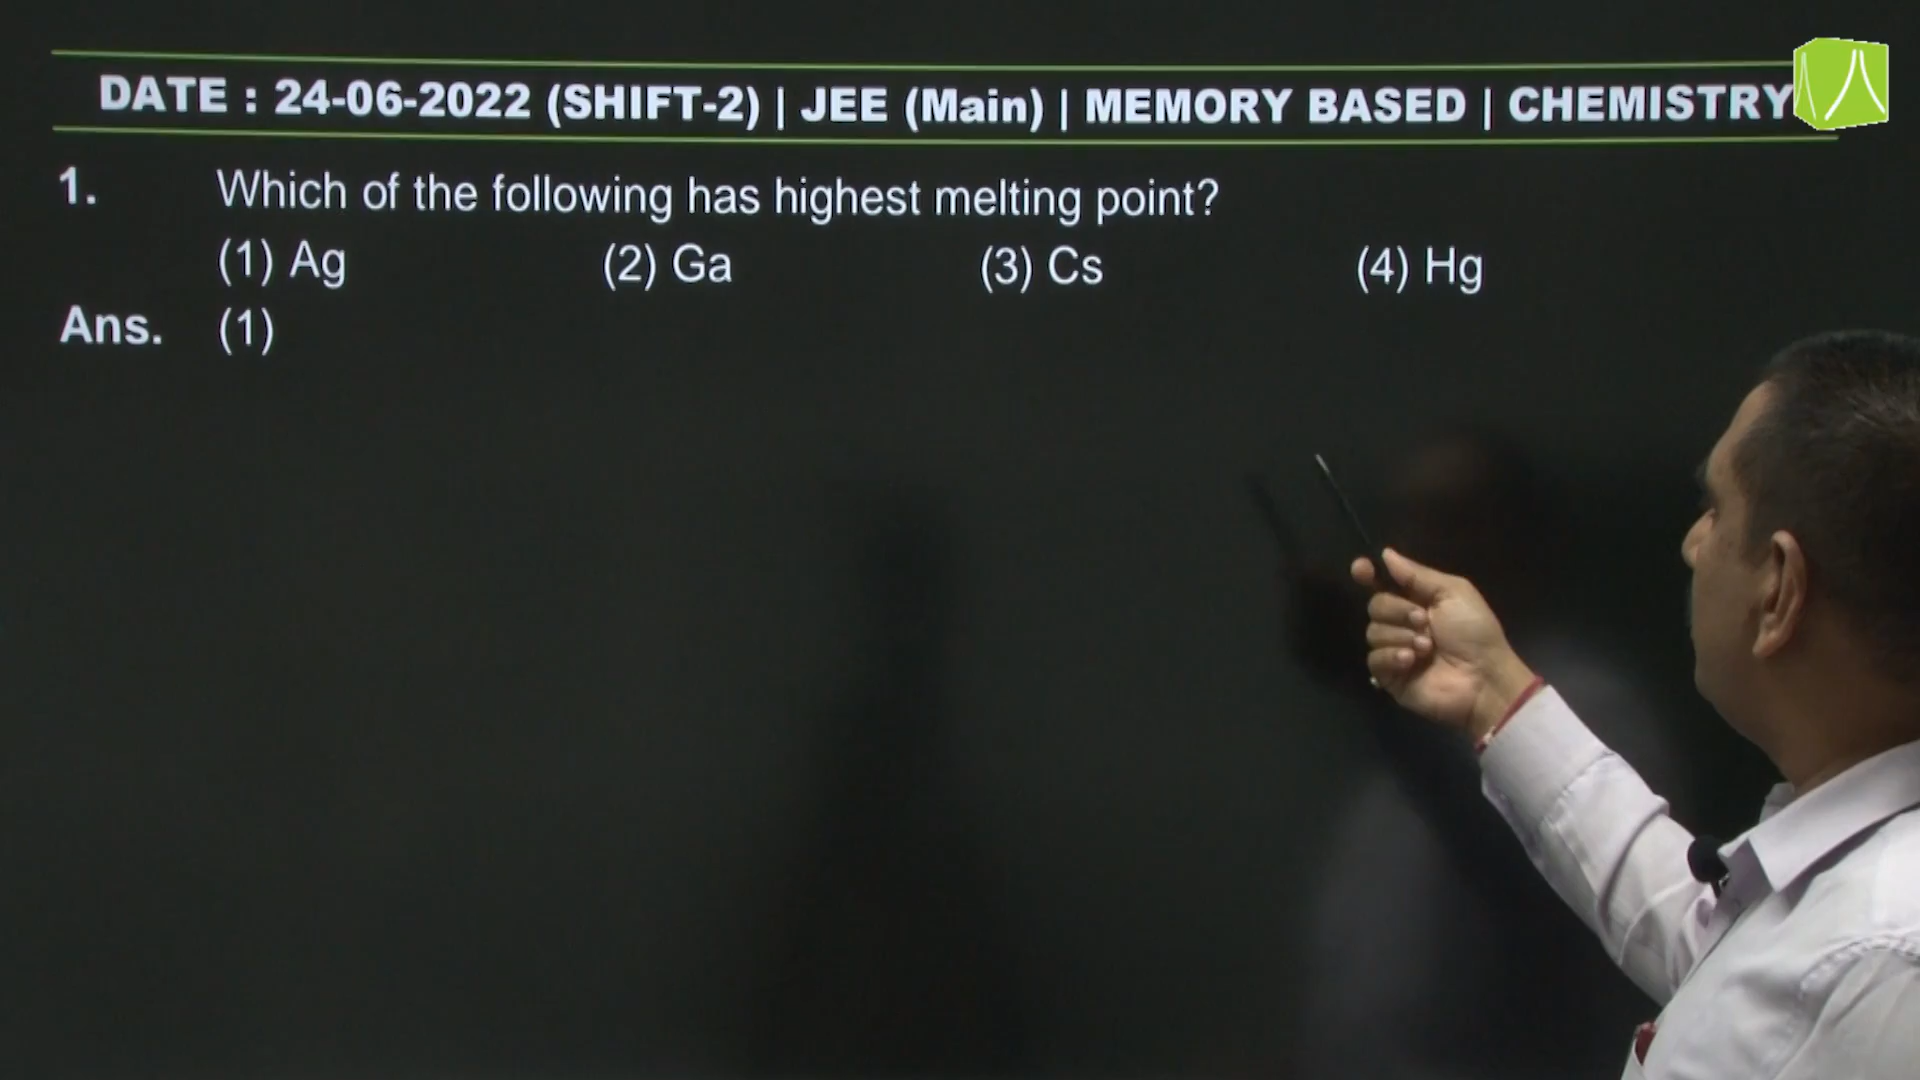 DATE : 24-06-2022 (SHIFT-2) | JEE (Main) | MEMORY BASED | CHEMISTRY
1. Which of the following has highest melting point?
(1) Ag (2) Ga (3) Cs (4) Hg
Ans. (1)